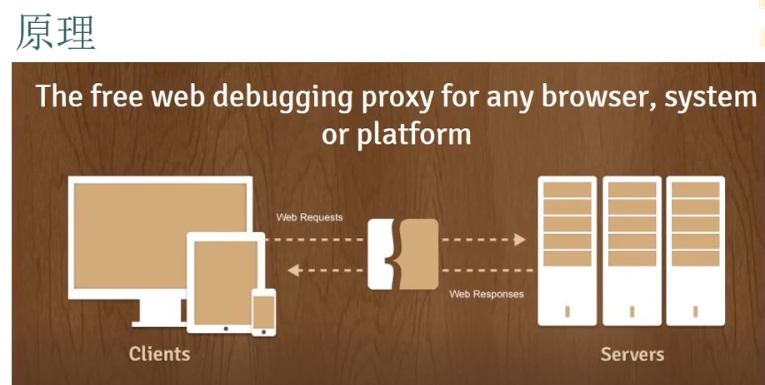 原理
The free web debugging proxy for any browser, system
or platform
Web Requests
Web Responses
Clients
Servers